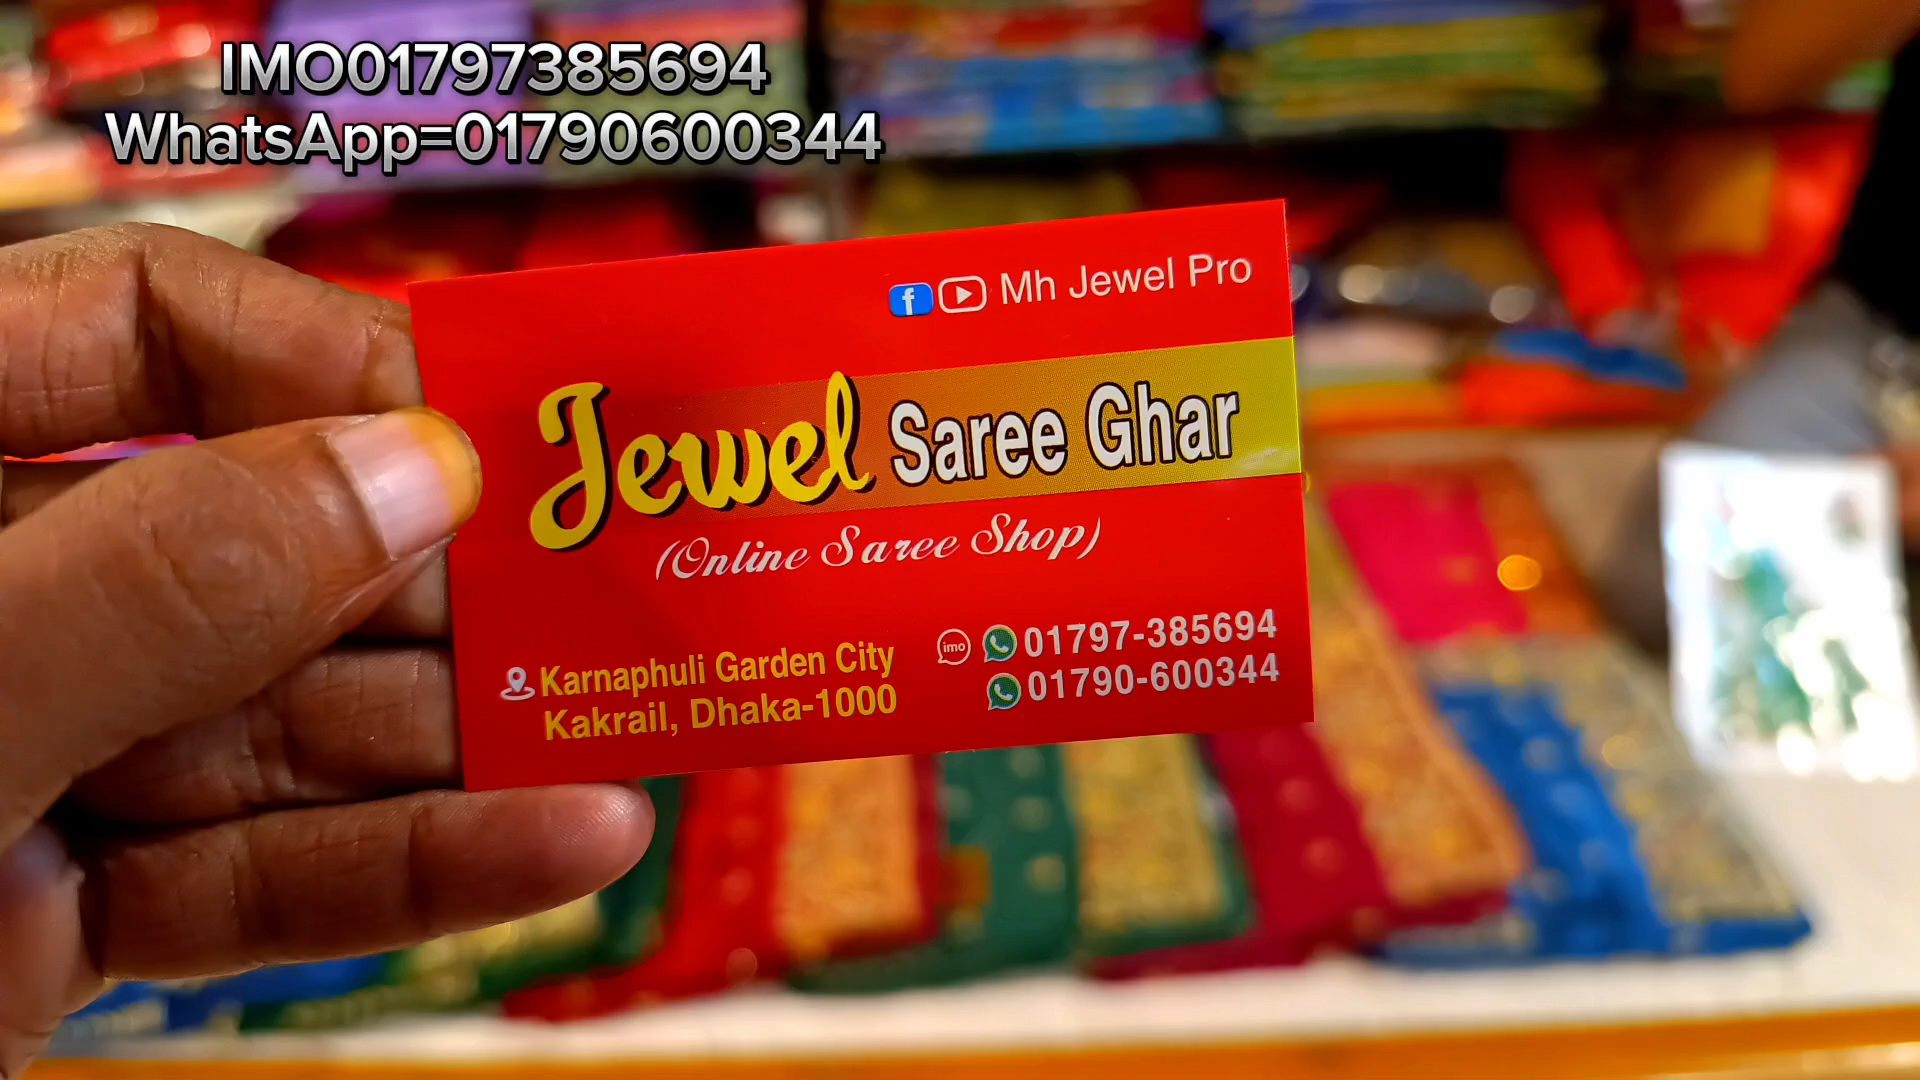 IMO01797385694
WhatsApp=01790600344
Mh Jewel Pro
Jewel Saree Ghar
(Online Saree Shop)
Karnaphuli Garden City
Kakrail, Dhaka-1000
imo 01797-385694
01790-600344